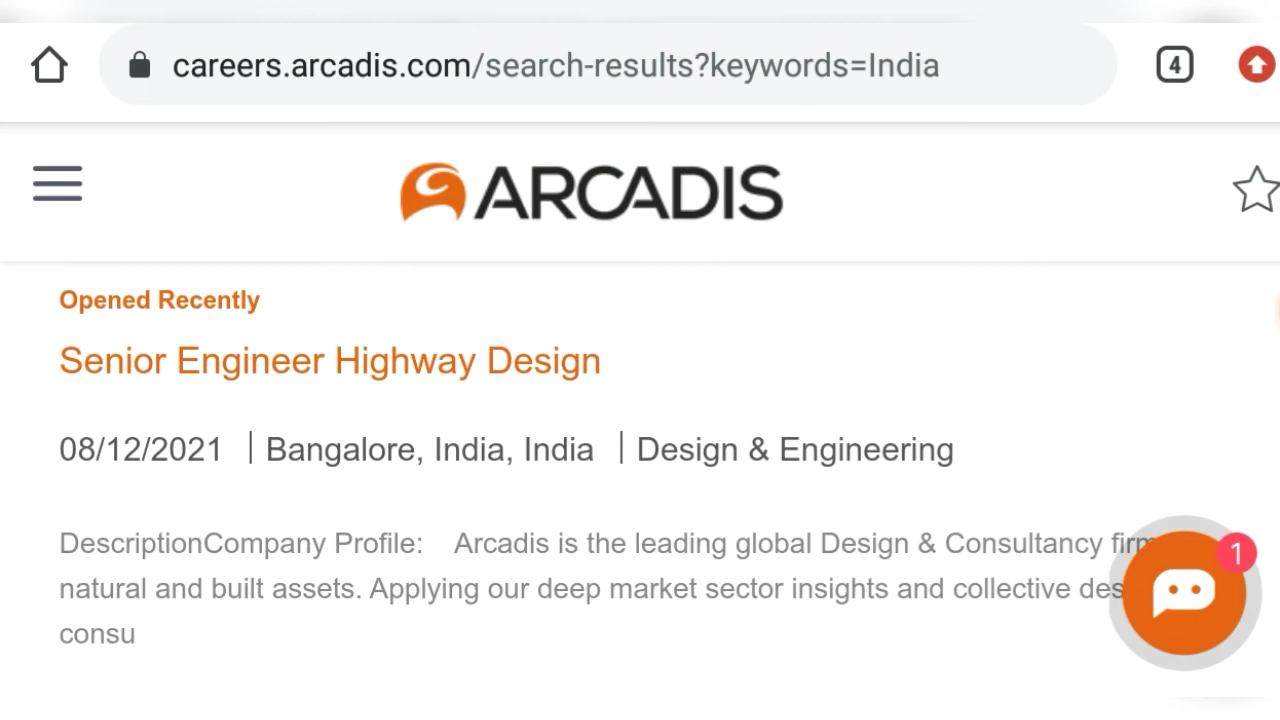 careers.arcadis.com/search-results?keywords=India
4
ARCADIS
Opened Recently
Senior Engineer Highway Design
08/12/2021 | Bangalore, India, India | Design & Engineering
DescriptionCompany Profile: Arcadis is the leading global Design & Consultancy firm
natural and built assets. Applying our deep market sector insights and collective des
consu
1